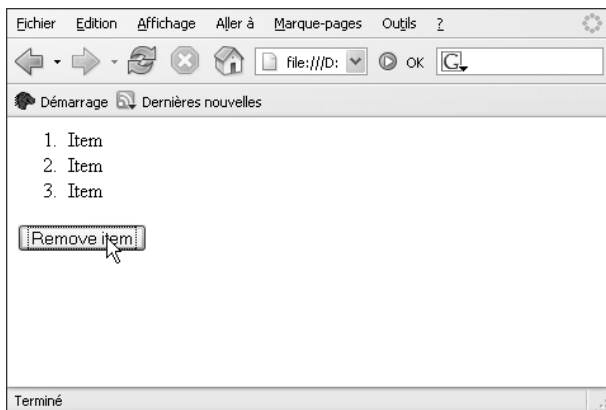 Fichier Edition Affichage Aller à Marque-pages Outils ?
file:///D: OK G
Démarrage Dernières nouvelles
1. Item
2. Item
3. Item
Remove item
Terminé